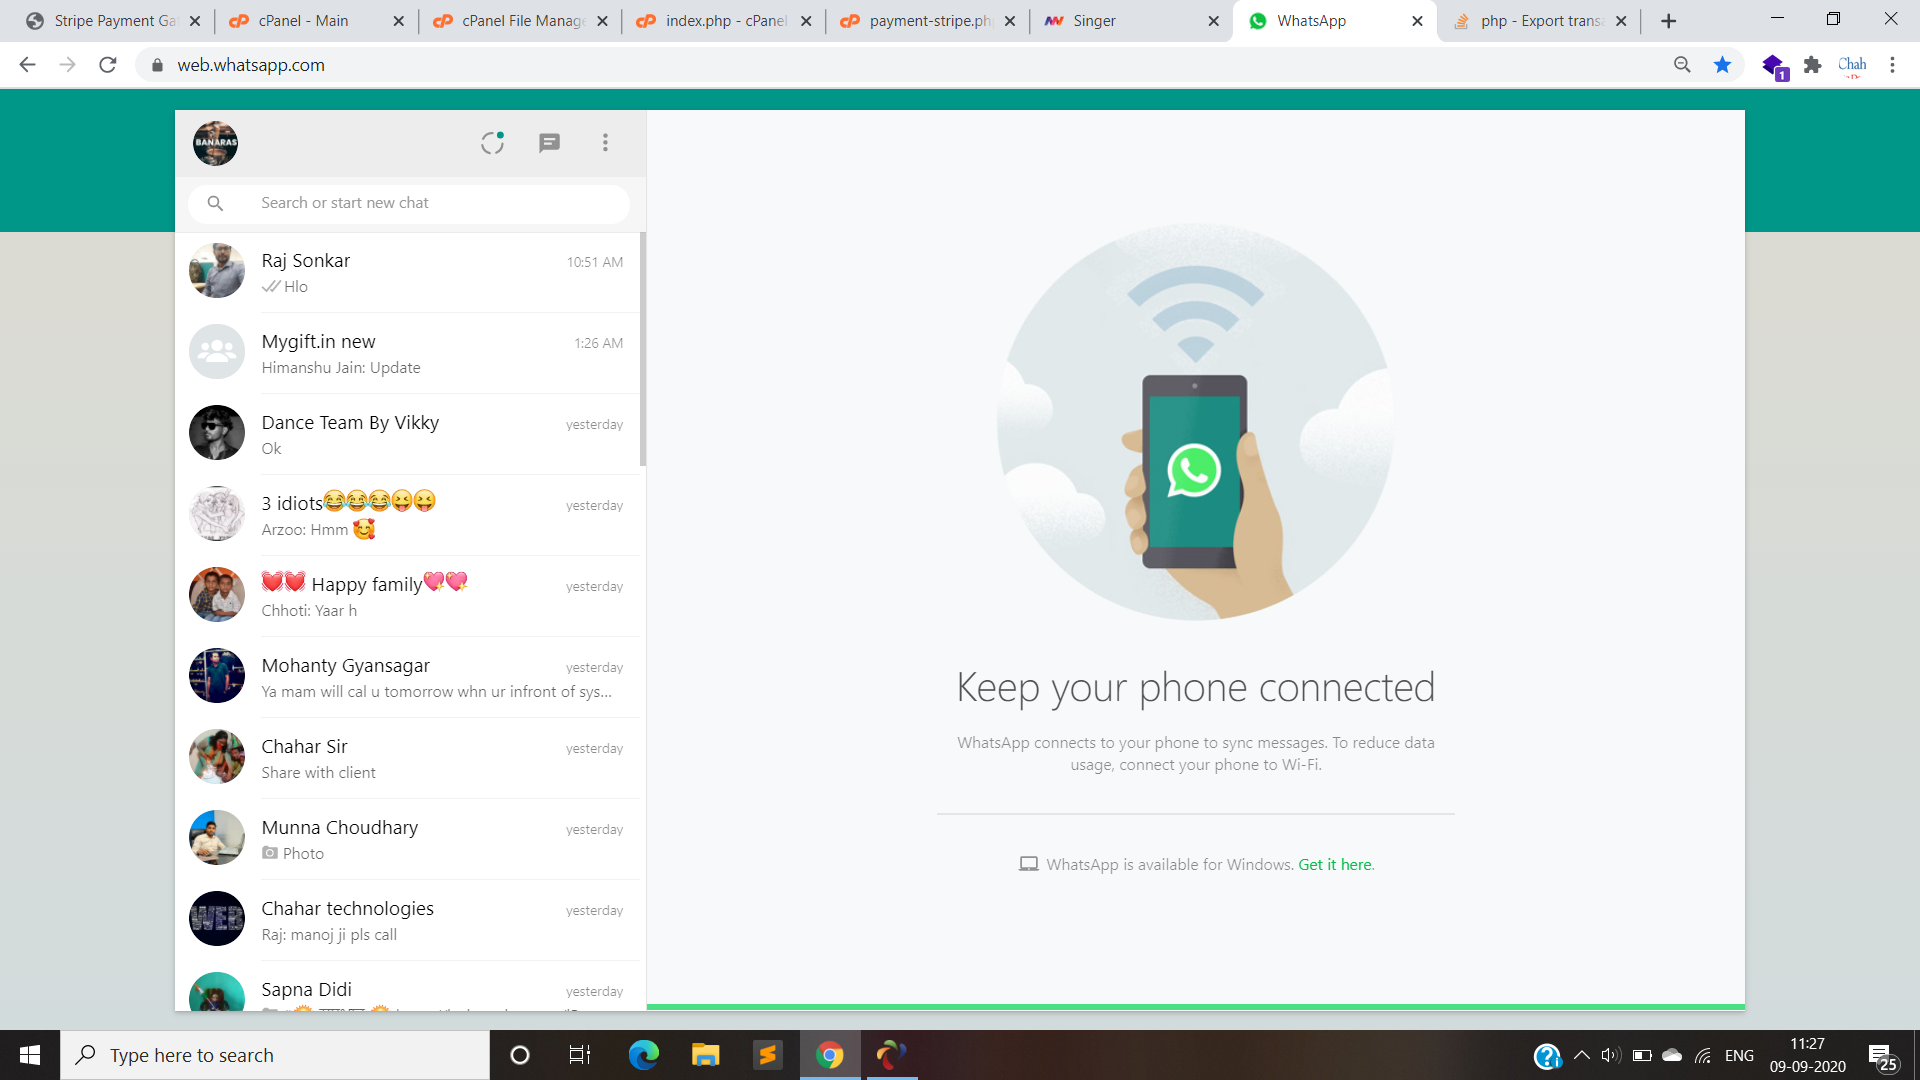 Stripe Payment Ga
cPanel - Main
cPanel File Manage
index.php - cPanel
payment-stripe.ph
Singer
WhatsApp
php - Export transa
web.whatsapp.com
1
Chah
BANARAS
Search or start new chat
Raj Sonkar
10:51 AM
Hlo
Mygift.in new
1:26 AM
Himanshu Jain: Update
Dance Team By Vikky
yesterday
Ok
3 idiots😂😂😂😝😝
yesterday
Arzoo: Hmm 🥰
💓💓 Happy family💖💖
yesterday
Chhoti: Yaar h
Mohanty Gyansagar
yesterday
Ya mam will cal u tomorrow whn ur infront of sys...
Chahar Sir
yesterday
Share with client
Munna Choudhary
yesterday
Photo
Chahar technologies
yesterday
WEB
Raj: manoj ji pls call
Sapna Didi
yesterday
Keep your phone connected
WhatsApp connects to your phone to sync messages. To reduce data
usage, connect your phone to Wi-Fi.
WhatsApp is available for Windows. Get it here.
Type here to search
ENG
11:27
09-09-2020
25